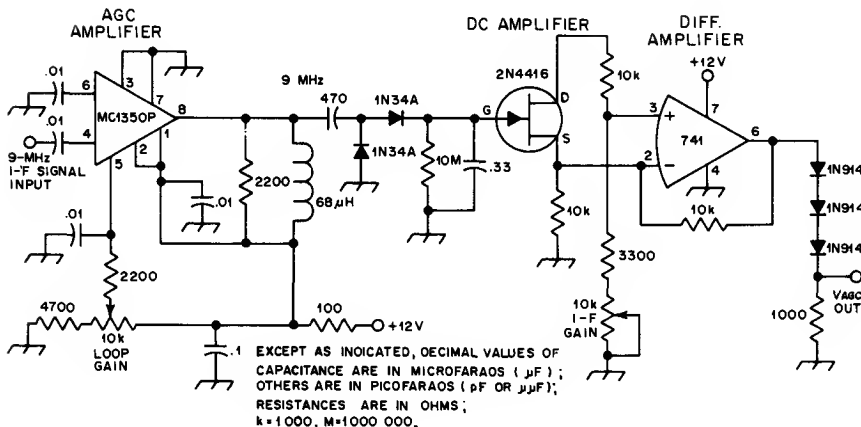 AGC
AMPLIFIER
DC AMPLIFIER
DIFF.
AMPLIFIER
+12V
2N4416
.01
6
3
7
MC1350P
8
9 MHz
470
1N34A
G
D
S
10k
3
+
7
741
6
2
−
4
.01
4
1
2
5
9-MHz
I-F SIGNAL
INPUT
2200
.01
68μH
1N34A
10M
.33
10k
10k
1N914
1N914
1N914
.01
2200
3300
VAGC
OUT
1000
4700
10k
LOOP
GAIN
100
+12V
10k
I-F
GAIN
.1
EXCEPT AS INDICATED, DECIMAL VALUES OF
CAPACITANCE ARE IN MICROFARAOS (μF);
OTHERS ARE IN PICOFARAOS (pF OR μμF);
RESISTANCES ARE IN OHMS;
k=1000, M=1000 000.